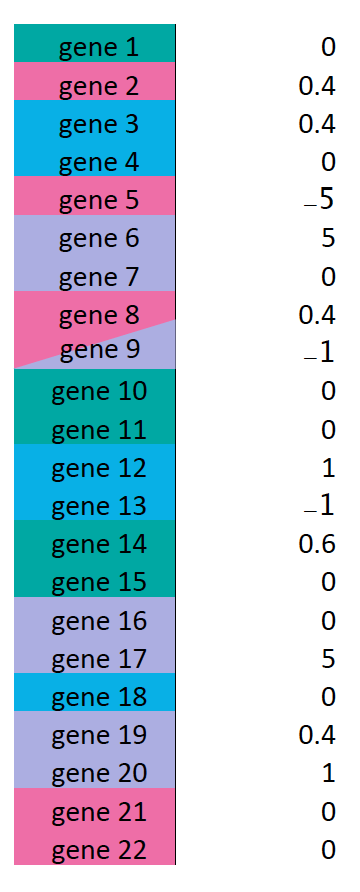 gene 1 0
gene 2 0.4
gene 3 0.4
gene 4 0
gene 5 −5
gene 6 5
gene 7 0
gene 8 0.4
gene 9 −1
gene 10 0
gene 11 0
gene 12 1
gene 13 −1
gene 14 0.6
gene 15 0
gene 16 0
gene 17 5
gene 18 0
gene 19 0.4
gene 20 1
gene 21 0
gene 22 0